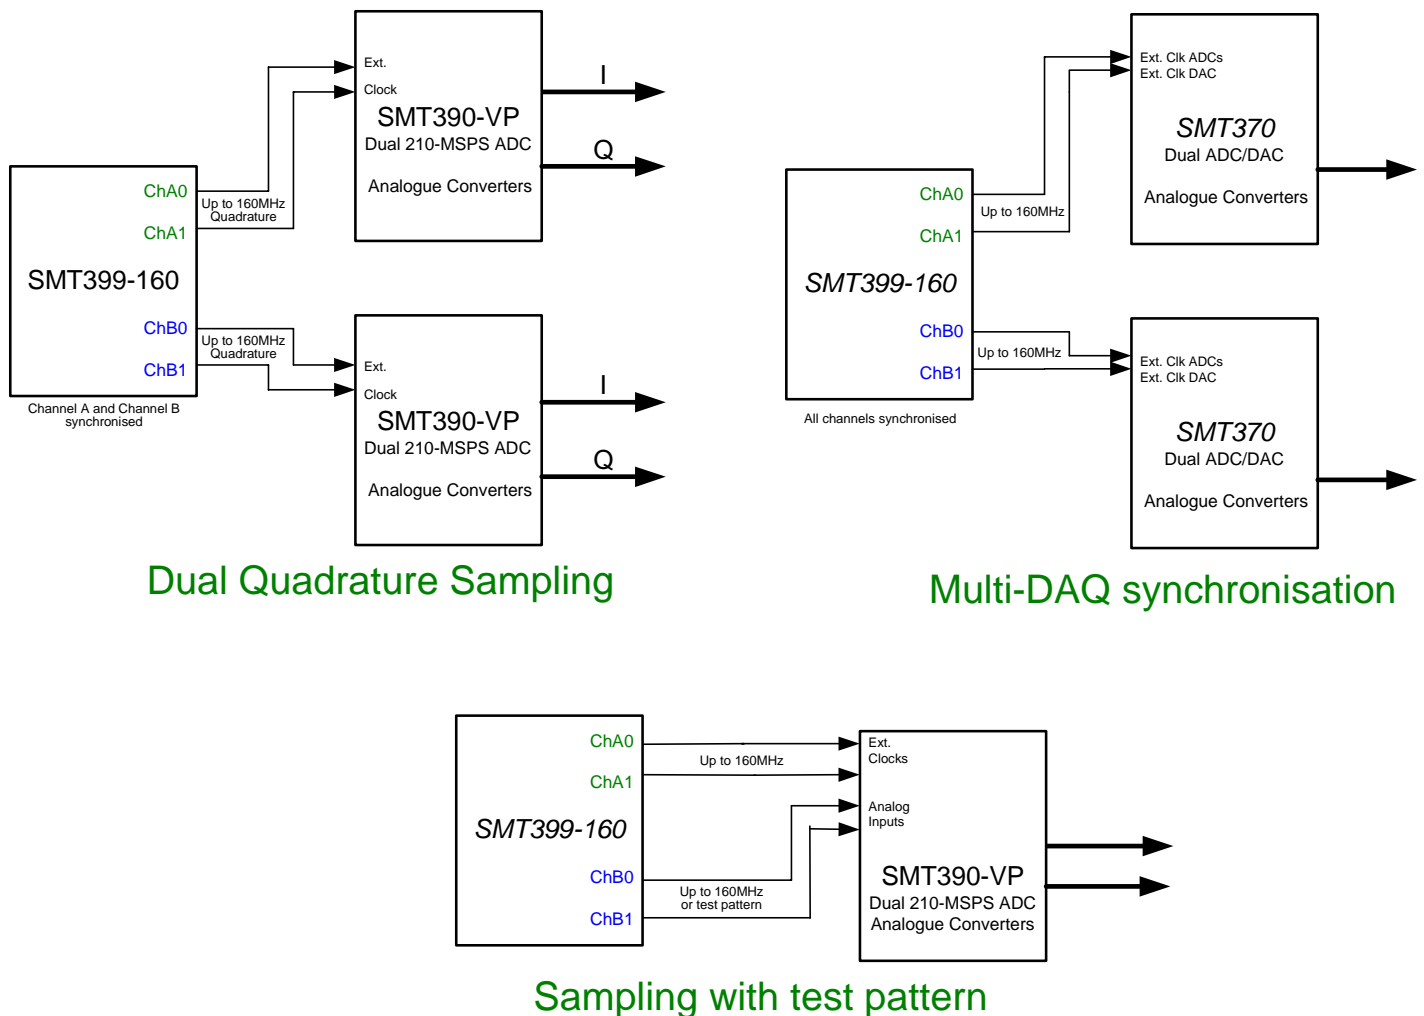 Ext.
Clock
SMT390-VP
Dual 210-MSPS ADC
Analogue Converters
I
Q
ChA0
Up to 160MHz
Quadrature
ChA1
SMT399-160
ChB0
Up to 160MHz
Quadrature
ChB1
Channel A and Channel B
synchronised
Ext.
Clock
SMT390-VP
Dual 210-MSPS ADC
Analogue Converters
I
Q
Dual Quadrature Sampling
Ext. Clk ADCs
Ext. Clk DAC
SMT370
Dual ADC/DAC
Analogue Converters
ChA0
Up to 160MHz
ChA1
SMT399-160
ChB0
Up to 160MHz
ChB1
All channels synchronised
Ext. Clk ADCs
Ext. Clk DAC
SMT370
Dual ADC/DAC
Analogue Converters
Multi-DAQ synchronisation
ChA0
Up to 160MHz
ChA1
SMT399-160
ChB0
Up to 160MHz
or test pattern
ChB1
Ext.
Clocks
Analog
Inputs
SMT390-VP
Dual 210-MSPS ADC
Analogue Converters
Sampling with test pattern